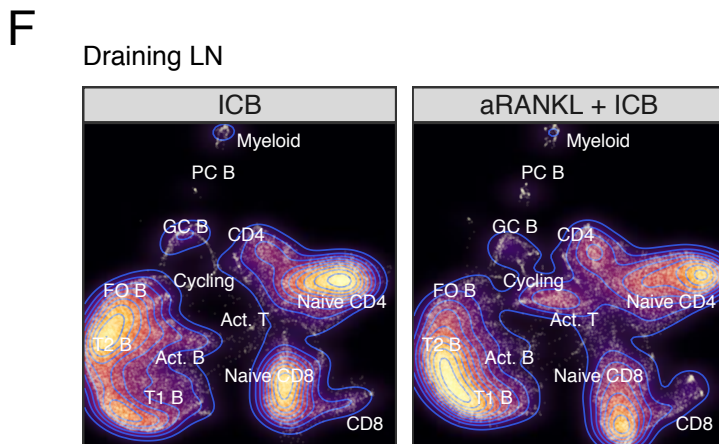 F
Draining LN
ICB
Myeloid
PC B
GC B
CD4
Cycling
FO B
Naive CD4
Act. T
T2 B
Act. B
Naive CD8
T1 B
CD8
aRANKL + ICB
Myeloid
PC B
GC B
CD4
Cycling
FO B
Naive CD4
Act. T
T2 B
Act. B
Naive CD8
T1 B
CD8